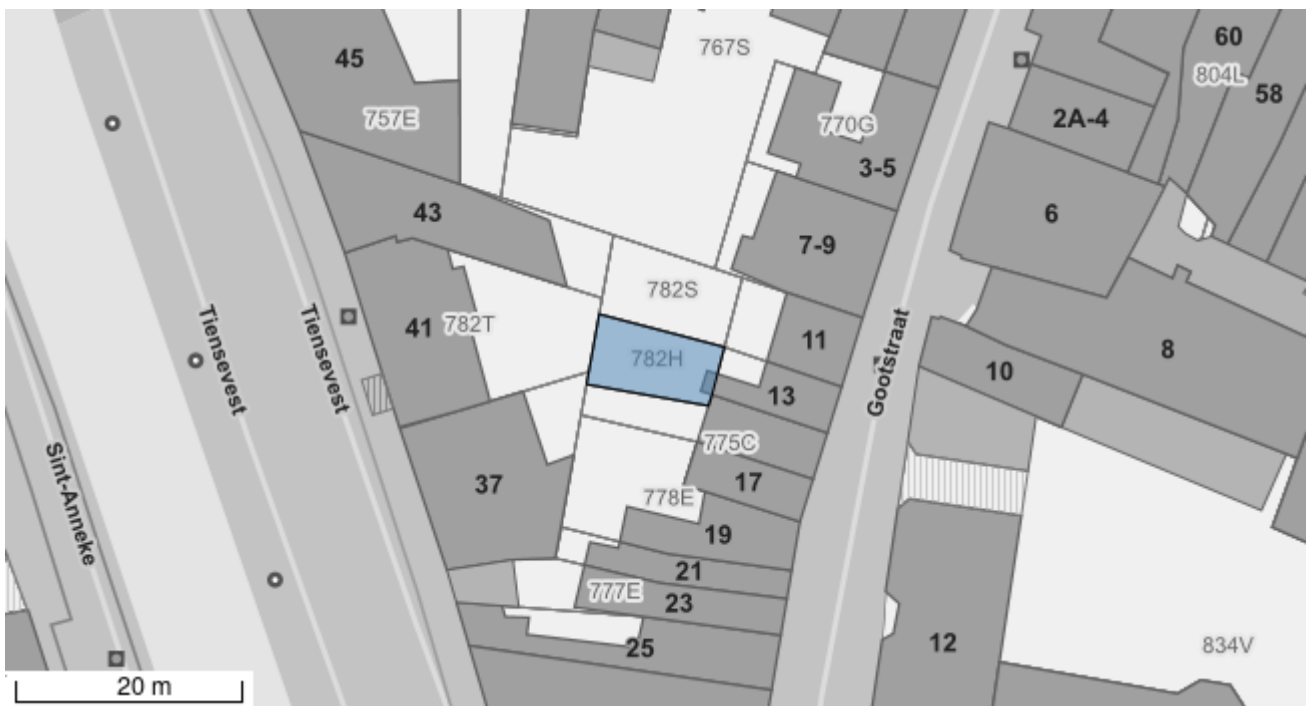 60
767S
45
804L
58
757E
770G
2A-4
3-5
43
6
7-9
782S
Tiensevest
Tiensevest
41
782T
11
8
782H
10
13
Gootstraat
775C
Sint-Anneke
37
17
778E
19
21
777E
23
25
12
834V
20 m